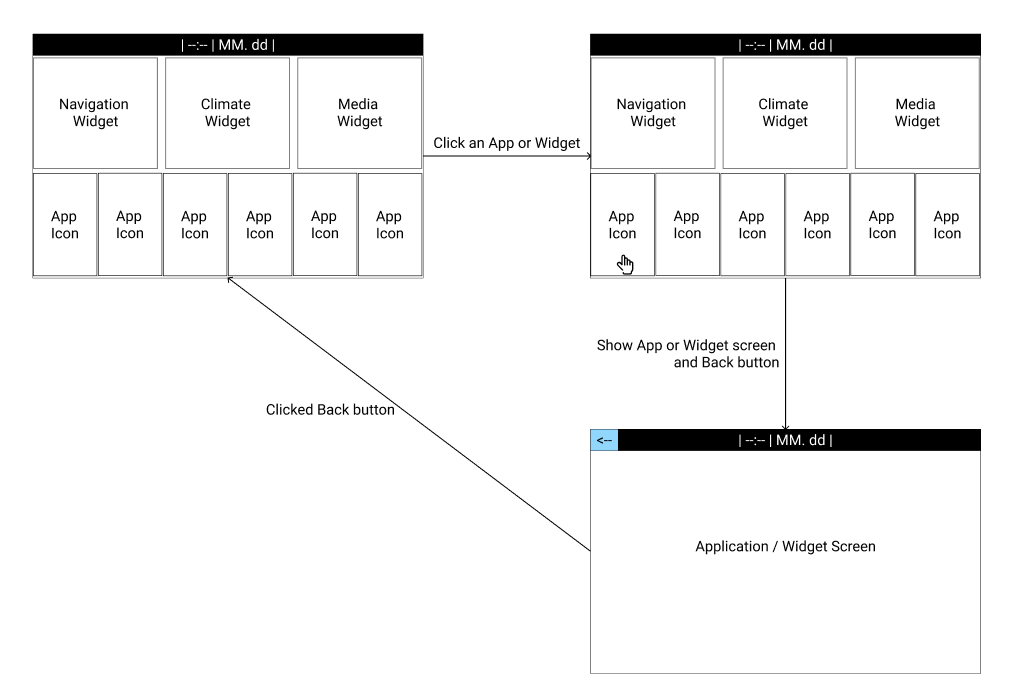 | --:-- | MM. dd |
Navigation
Widget
Climate
Widget
Media
Widget
App
Icon
App
Icon
App
Icon
App
Icon
App
Icon
App
Icon
Click an App or Widget
| --:-- | MM. dd |
Navigation
Widget
Climate
Widget
Media
Widget
App
Icon
App
Icon
App
Icon
App
Icon
App
Icon
App
Icon
Show App or Widget screen
and Back button
Clicked Back button
<--
| --:-- | MM. dd |
Application / Widget Screen